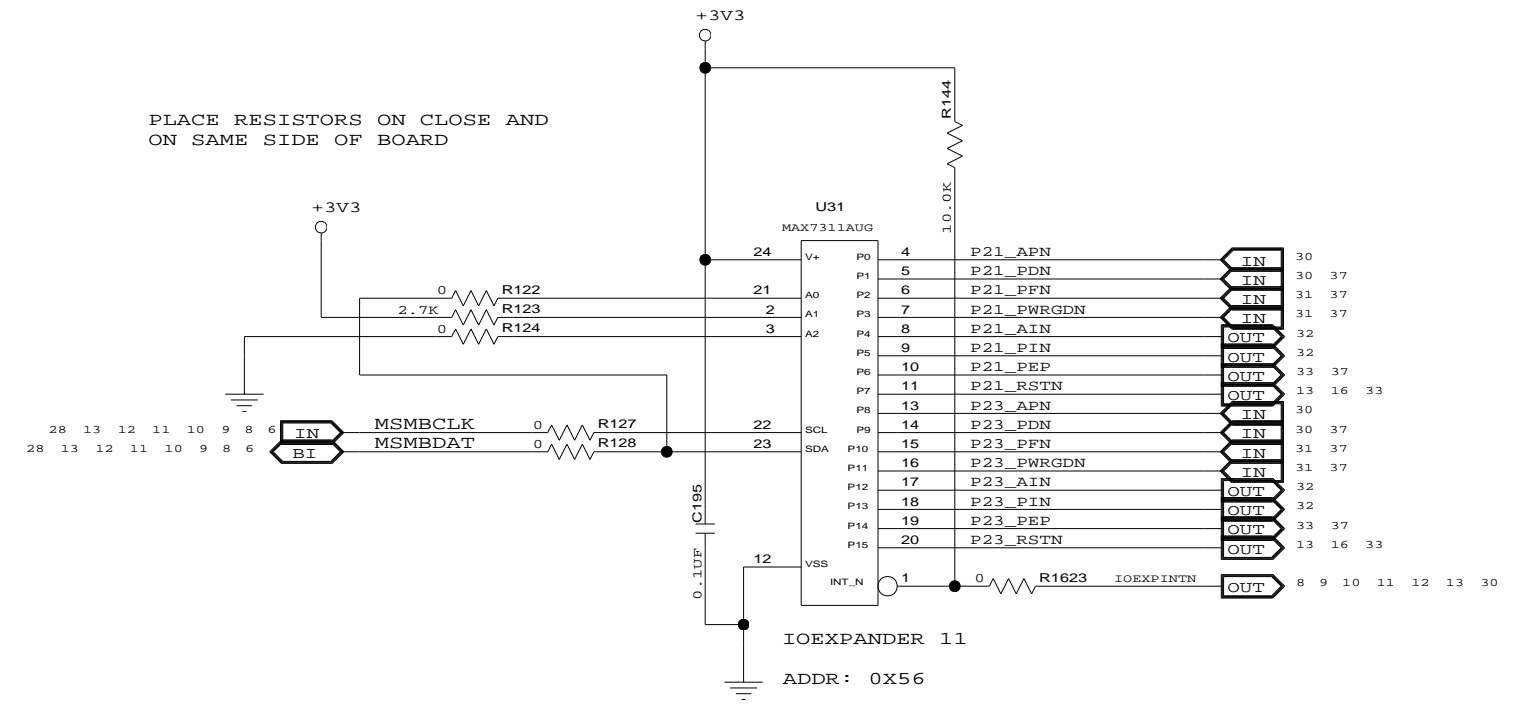 +3V3
PLACE RESISTORS ON CLOSE AND
ON SAME SIDE OF BOARD
R144
10.0K
+3V3
U31
MAX7311AUG
24 V+ P0 4 P21_APN IN 30
P1 5 P21_PDN IN 30 37
0 R122 21 A0 P2 6 P21_PFN IN 31 37
2.7K R123 2 A1 P3 7 P21_PWRGDN IN 31 37
0 R124 3 A2 P4 8 P21_AIN OUT 32
P5 9 P21_PIN OUT 32
P6 10 P21_PEP OUT 33 37
P7 11 P21_RSTN OUT 13 16 33
P8 13 P23_APN IN 30
28 13 12 11 10 9 8 6 IN MSMBCLK 0 R127 22 SCL P9 14 P23_PDN IN 30 37
28 13 12 11 10 9 8 6 BI MSMBDAT 0 R128 23 SDA P10 15 P23_PFN IN 31 37
P11 16 P23_PWRGDN IN 31 37
P12 17 P23_AIN OUT 32
P13 18 P23_PIN OUT 32
P14 19 P23_PEP OUT 33 37
P15 20 P23_RSTN OUT 13 16 33
C195
0.1UF
12 VSS
INT_N 1 0 R1623 IOEXPINTN OUT 8 9 10 11 12 13 30
IOEXPANDER 11
ADDR: 0X56